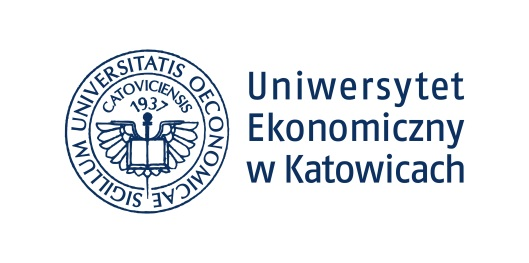 SIGILLUM UNIVERSITATIS OECONOMICAE
CATOVICIENSIS
1937
Uniwersytet
Ekonomiczny
w Katowicach